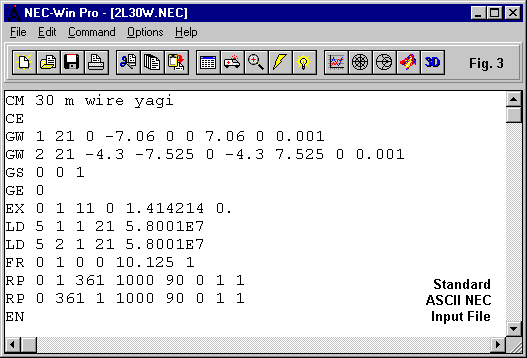 NEC-Win Pro - [2L30W.NEC]
File Edit Command Options Help
3D Fig. 3
CM 30 m wire yagi
CE
GW 1 21 0 -7.06 0 0 7.06 0 0.001
GW 2 21 -4.3 -7.525 0 -4.3 7.525 0 0.001
GS 0 0 1
GE 0
EX 0 1 11 0 1.414214 0.
LD 5 1 1 21 5.8001E7
LD 5 2 1 21 5.8001E7
FR 0 1 0 0 10.125 1
RP 0 1 361 1000 90 0 1 1
RP 0 361 1 1000 90 0 1 1
EN
Standard
ASCII NEC
Input File